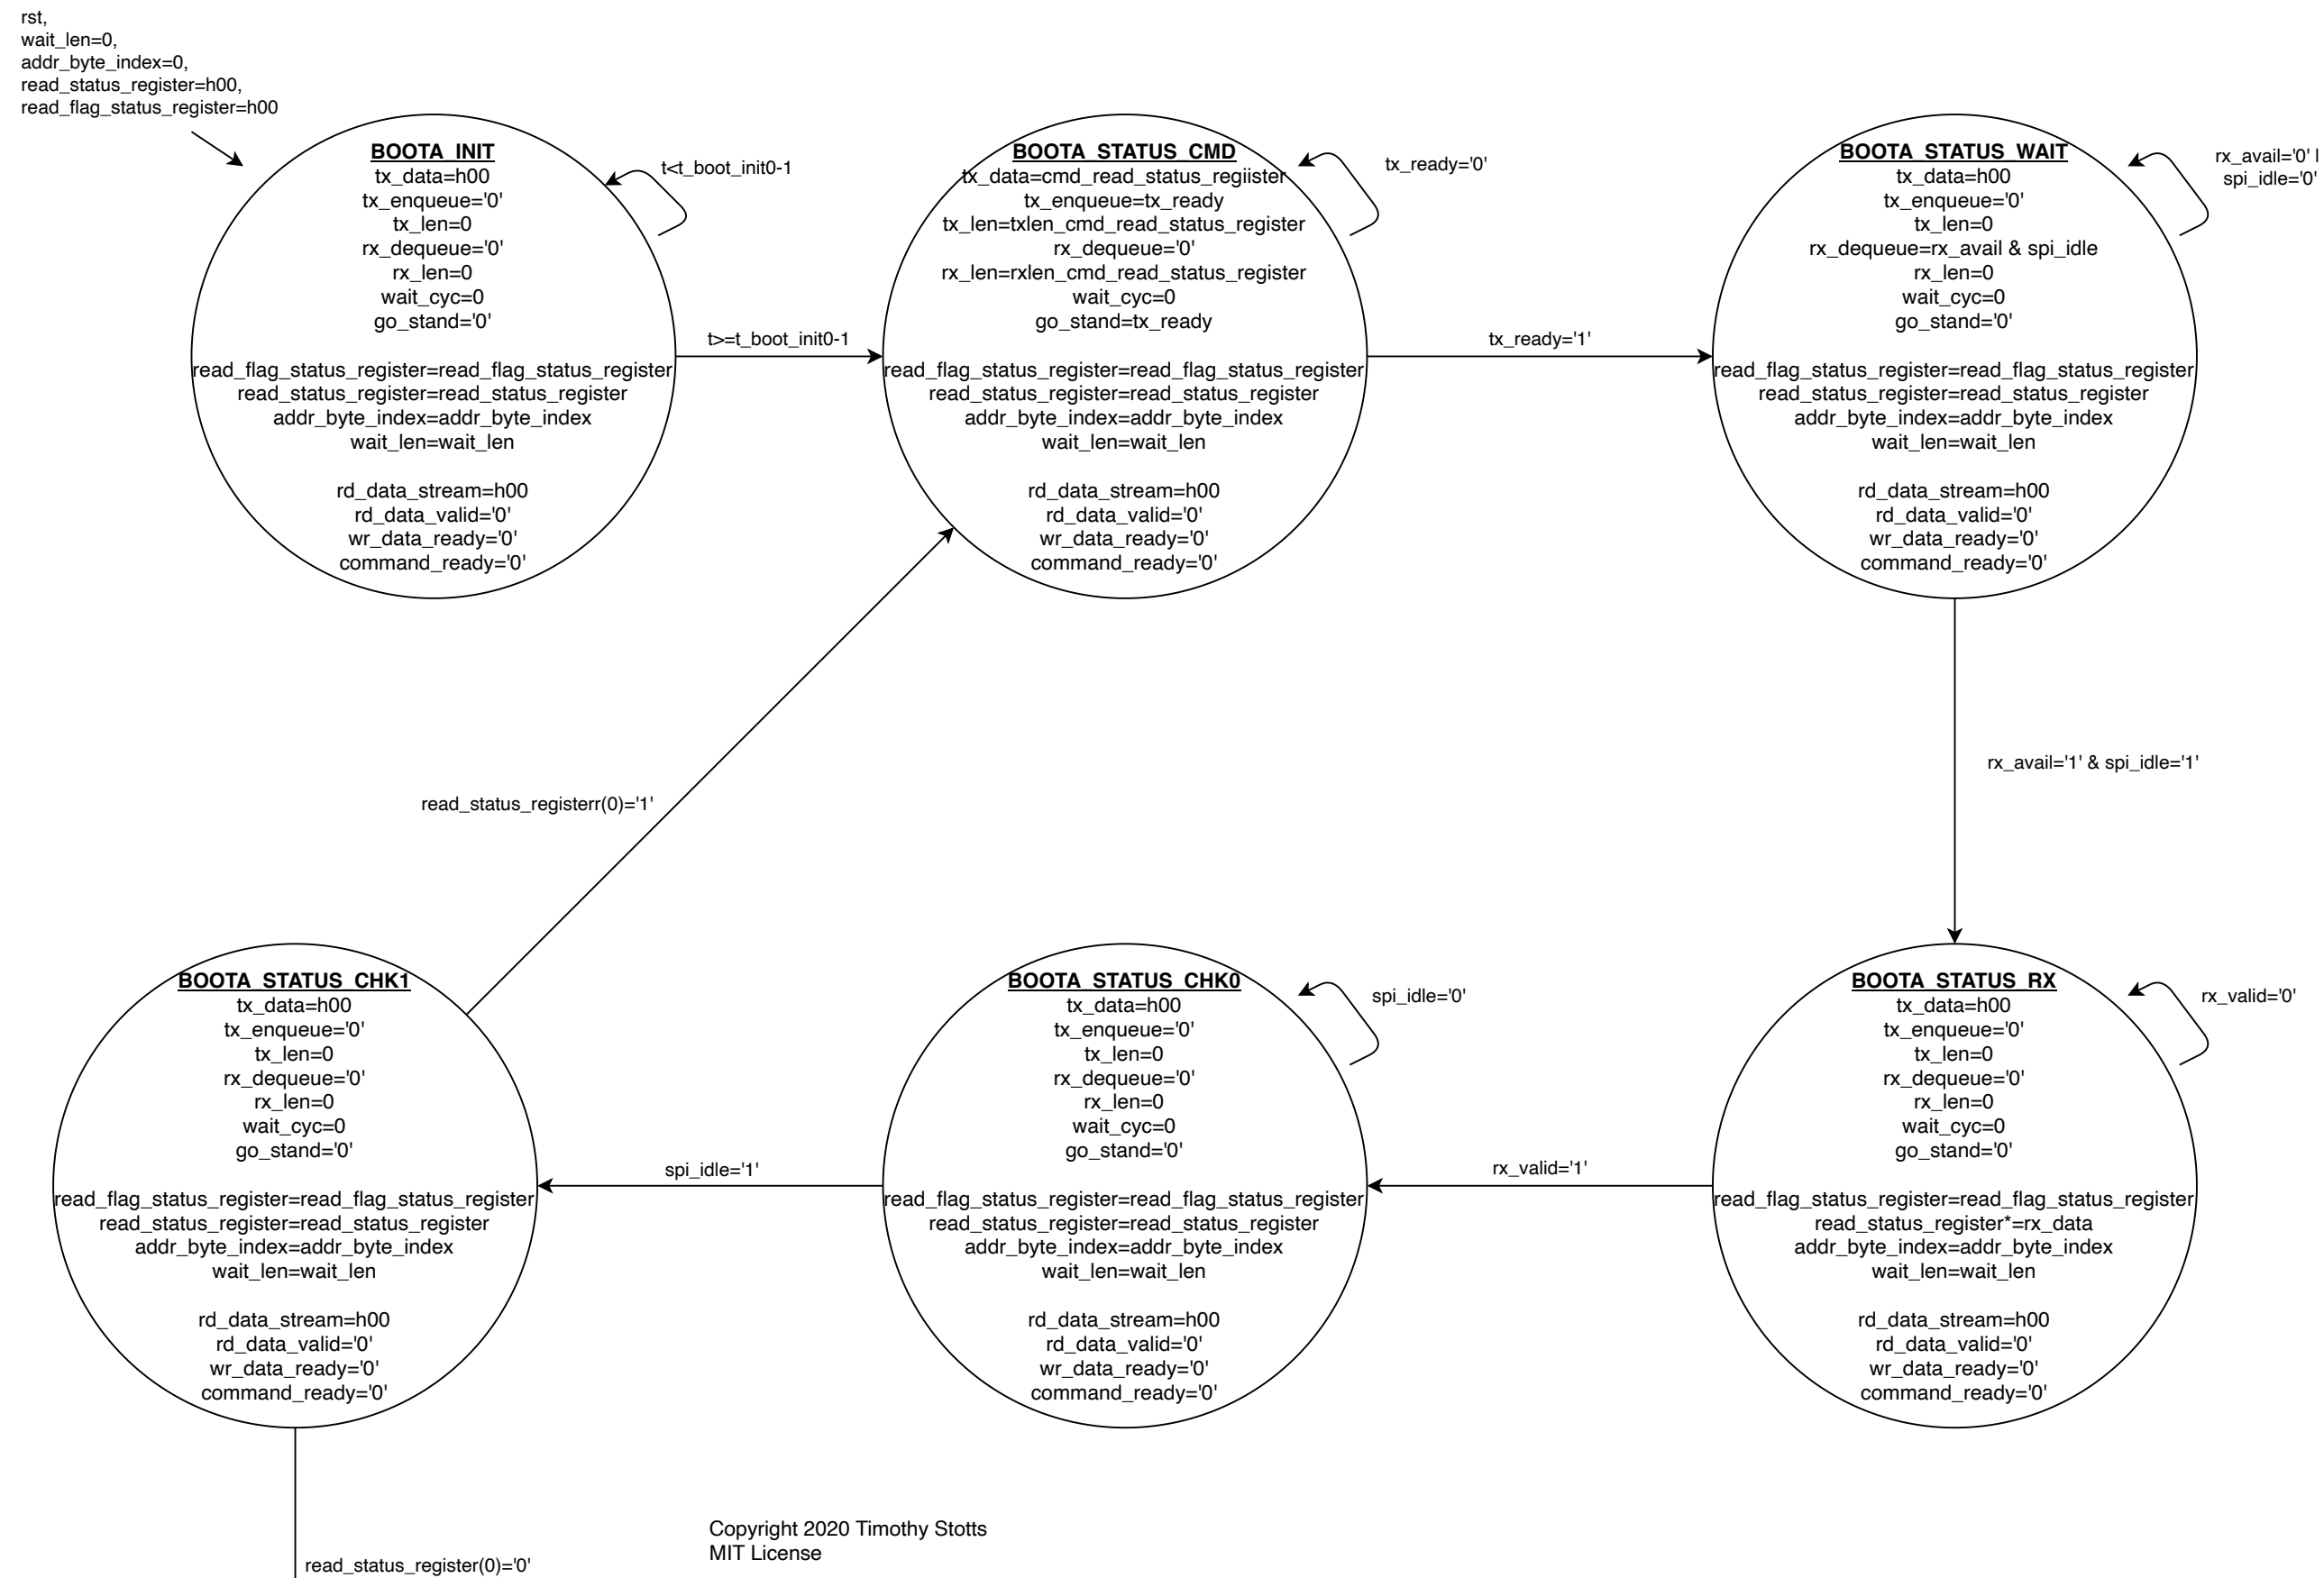 rst,
wait_len=0,
addr_byte_index=0,
read_status_register=h00,
read_flag_status_register=h00
BOOTA_INIT
tx_data=h00
tx_enqueue='0'
tx_len=0
rx_dequeue='0'
rx_len=0
wait_cyc=0
go_stand='0'
read_flag_status_register=read_flag_status_register
read_status_register=read_status_register
addr_byte_index=addr_byte_index
wait_len=wait_len
rd_data_stream=h00
rd_data_valid='0'
wr_data_ready='0'
command_ready='0'
t<t_boot_init0-1
t>=t_boot_init0-1
BOOTA_STATUS_CMD
tx_data=cmd_read_status_regiister
tx_enqueue=tx_ready
tx_len=txlen_cmd_read_status_register
rx_dequeue='0'
rx_len=rxlen_cmd_read_status_register
wait_cyc=0
go_stand=tx_ready
read_flag_status_register=read_flag_status_register
read_status_register=read_status_register
addr_byte_index=addr_byte_index
wait_len=wait_len
rd_data_stream=h00
rd_data_valid='0'
wr_data_ready='0'
command_ready='0'
tx_ready='0'
tx_ready='1'
BOOTA_STATUS_WAIT
tx_data=h00
tx_enqueue='0'
tx_len=0
rx_dequeue=rx_avail & spi_idle
rx_len=0
wait_cyc=0
go_stand='0'
read_flag_status_register=read_flag_status_register
read_status_register=read_status_register
addr_byte_index=addr_byte_index
wait_len=wait_len
rd_data_stream=h00
rd_data_valid='0'
wr_data_ready='0'
command_ready='0'
rx_avail='0' |
spi_idle='0'
read_status_registerr(0)='1'
rx_avail='1' & spi_idle='1'
BOOTA_STATUS_CHK1
tx_data=h00
tx_enqueue='0'
tx_len=0
rx_dequeue='0'
rx_len=0
wait_cyc=0
go_stand='0'
read_flag_status_register=read_flag_status_register
read_status_register=read_status_register
addr_byte_index=addr_byte_index
wait_len=wait_len
rd_data_stream=h00
rd_data_valid='0'
wr_data_ready='0'
command_ready='0'
spi_idle='1'
BOOTA_STATUS_CHK0
tx_data=h00
tx_enqueue='0'
tx_len=0
rx_dequeue='0'
rx_len=0
wait_cyc=0
go_stand='0'
read_flag_status_register=read_flag_status_register
read_status_register=read_status_register
addr_byte_index=addr_byte_index
wait_len=wait_len
rd_data_stream=h00
rd_data_valid='0'
wr_data_ready='0'
command_ready='0'
spi_idle='0'
rx_valid='1'
BOOTA_STATUS_RX
tx_data=h00
tx_enqueue='0'
tx_len=0
rx_dequeue='0'
rx_len=0
wait_cyc=0
go_stand='0'
read_flag_status_register=read_flag_status_register
read_status_register*=rx_data
addr_byte_index=addr_byte_index
wait_len=wait_len
rd_data_stream=h00
rd_data_valid='0'
wr_data_ready='0'
command_ready='0'
rx_valid='0'
Copyright 2020 Timothy Stotts
MIT License
read_status_register(0)='0'